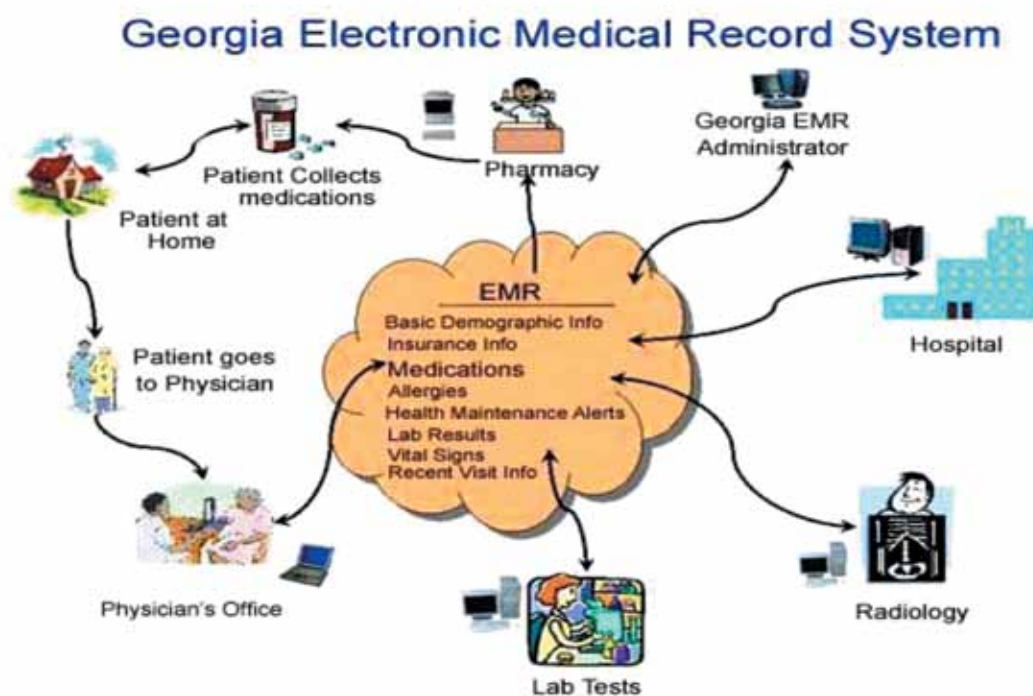 Georgia Electronic Medical Record System
Georgia EMR
Administrator
Pharmacy
Patient Collects
medications
Patient at
Home
EMR
Basic Demographic Info
Insurance Info
Medications
Allergies
Health Maintenance Alerts
Lab Results
Vital Signs
Recent Visit Info
Hospital
Patient goes
to Physician
Physician's Office
Radiology
Lab Tests